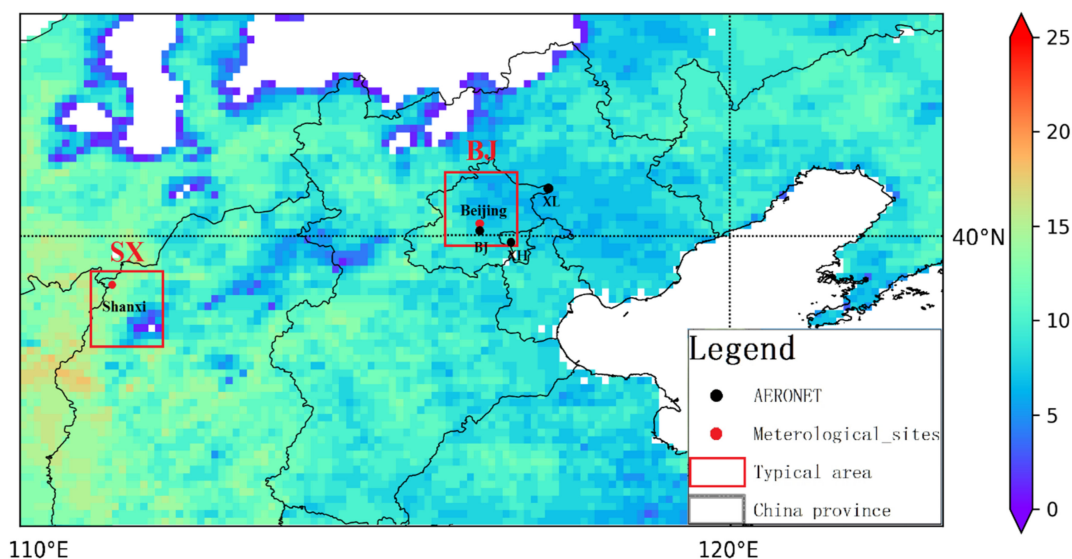 25
20
15
10
5
0
BJ
Beijing
XL
BJ
XH
40°N
SX
Shanxi
Legend
AERONET
Meterological_sites
Typical area
China province
110°E
120°E